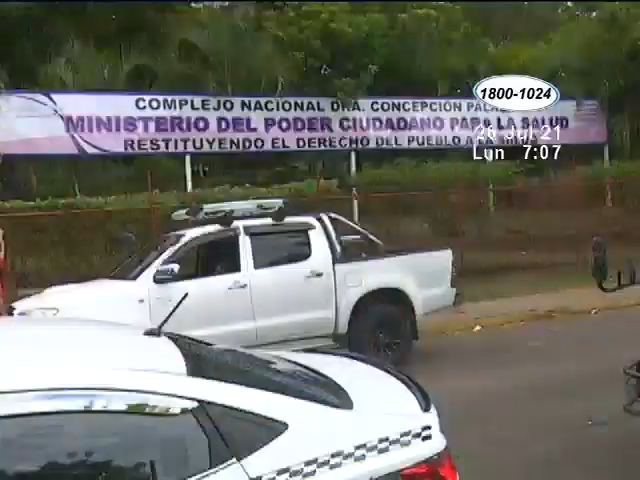 1800-1024
COMPLEJO NACIONAL DRA. CONCEPCIÓN
MINISTERIO DEL PODER CIUDADANO PARA LA SALUD
26 Jul 21
RESTITUYENDO EL DERECHO DEL PUEBLO A LA
Lun 7:07